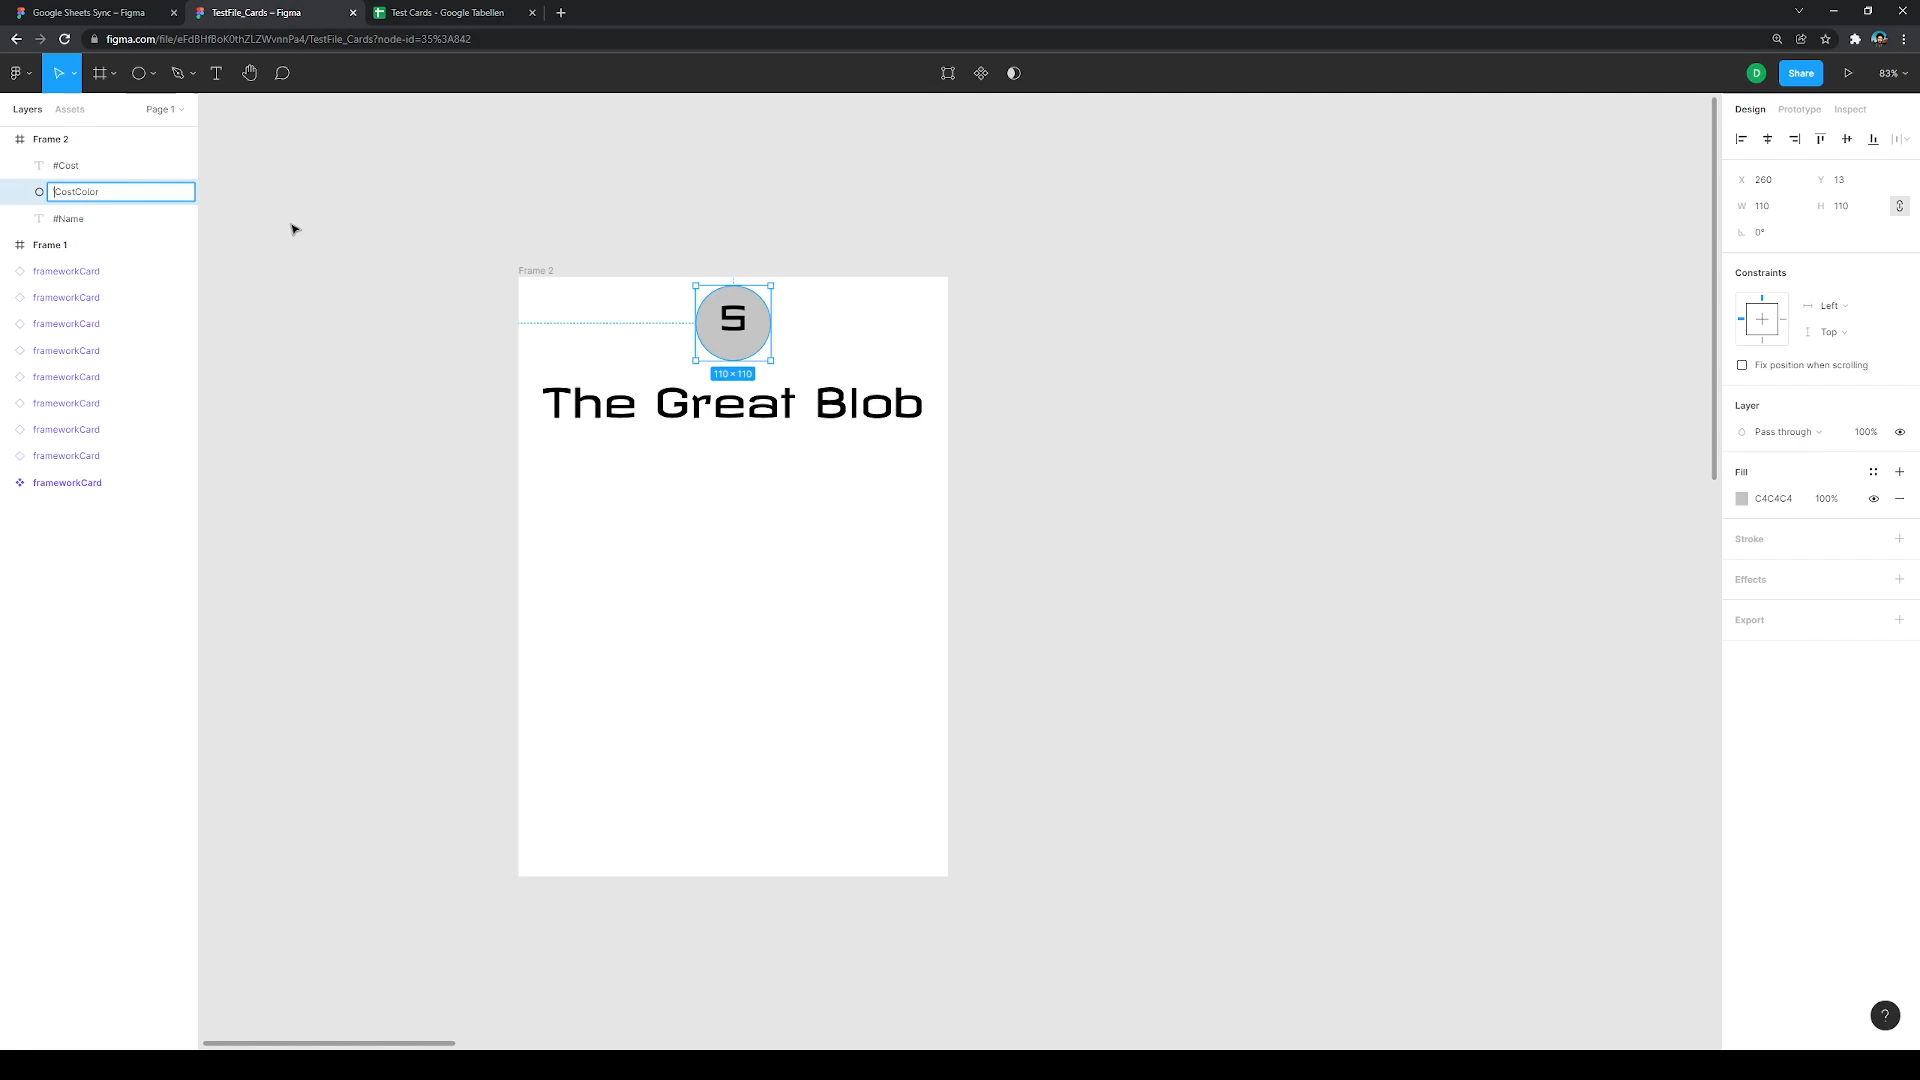 Google Sheets Sync – Figma
TestFile_Cards – Figma
Test Cards - Google Tabellen
figma.com/file/eFdBHfBoK0thZLZWvnnPa4/TestFile_Cards?node-id=35%3A842
D
Share
83%
Layers
Assets
Page 1
Frame 2
#Cost
CostColor
#Name
Frame 1
frameworkCard
frameworkCard
frameworkCard
frameworkCard
frameworkCard
frameworkCard
frameworkCard
frameworkCard
frameworkCard
Frame 2
5
110 × 110
The Great Blob
Design
Prototype
Inspect
X 260
Y 13
W 110
H 110
0°
Constraints
Left
Top
Fix position when scrolling
Layer
Pass through
100%
Fill
C4C4C4
100%
Stroke
Effects
Export
?